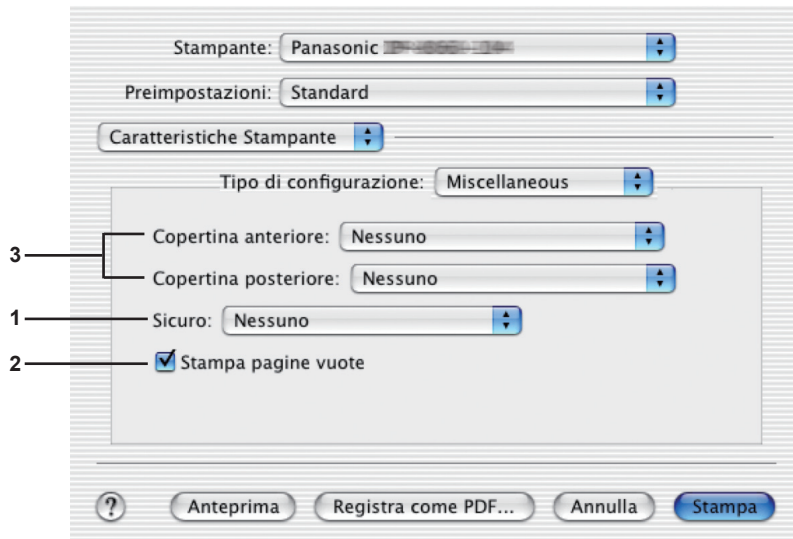 Stampante: Panasonic
Preimpostazioni: Standard
Caratteristiche Stampante
Tipo di configurazione: Miscellaneous
3
Copertina anteriore: Nessuno
Copertina posteriore: Nessuno
1 Sicuro: Nessuno
2 Stampa pagine vuote
? Anteprima Registra come PDF... Annulla Stampa